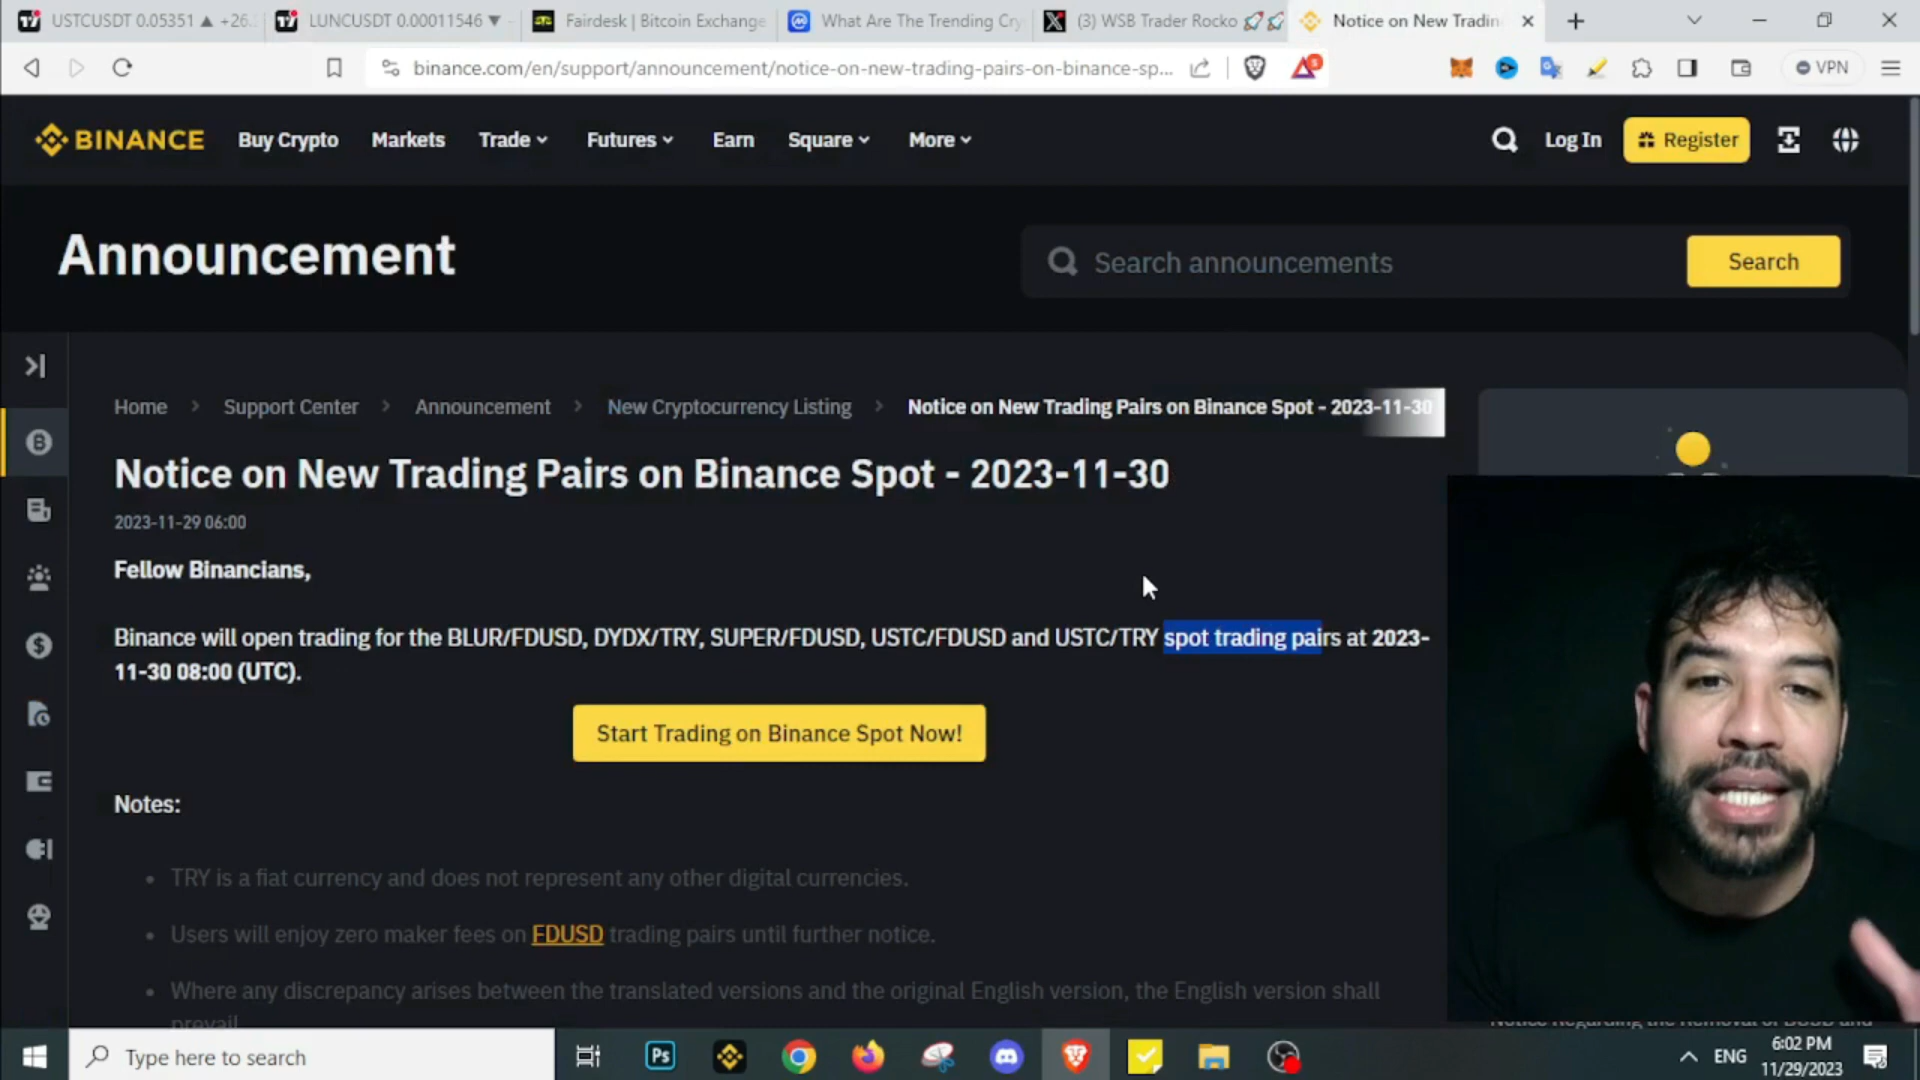 USTCUSDT 0.05351 ▲ +26.
LUNCUSDT 0.00011546 ▼
Fairdesk | Bitcoin Exchange
What Are The Trending Cry
(3) WSB Trader Rocko 🚀🚀
Notice on New Tradin
binance.com/en/support/announcement/notice-on-new-trading-pairs-on-binance-sp...
VPN
BINANCE
Buy Crypto
Markets
Trade
Futures
Earn
Square
More
Log In
Register
Announcement
Search announcements
Search
Home > Support Center > Announcement > New Cryptocurrency Listing > Notice on New Trading Pairs on Binance Spot - 2023-11-30
Notice on New Trading Pairs on Binance Spot - 2023-11-30
2023-11-29 06:00
Fellow Binancians,
Binance will open trading for the BLUR/FDUSD, DYDX/TRY, SUPER/FDUSD, USTC/FDUSD and USTC/TRY spot trading pairs at 2023-
11-30 08:00 (UTC).
Start Trading on Binance Spot Now!
Notes:
• TRY is a fiat currency and does not represent any other digital currencies.
• Users will enjoy zero maker fees on FDUSD trading pairs until further notice.
• Where any discrepancy arises between the translated versions and the original English version, the English version shall
prevail
Notice Regarding the Removal of BUSD and
Type here to search
Ps
ENG
6:02 PM
11/29/2023